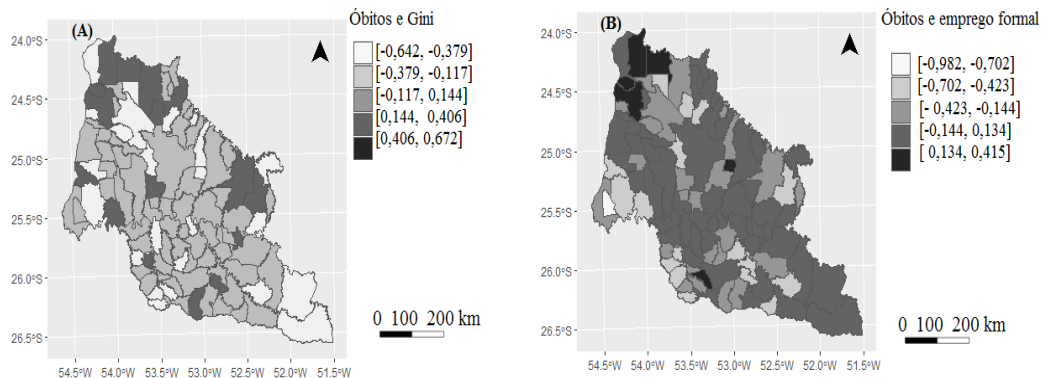 (A)
Óbitos e Gini
[-0,642, -0,379]
[-0,379, -0,117]
[-0,117, 0,144]
[0,144, 0,406]
[0,406, 0,672]
24.0°S
24.5°S
25.0°S
25.5°S
26.0°S
26.5°S
54.5°W 54.0°W 53.5°W 53.0°W 52.5°W 52.0°W 51.5°W
0 100 200 km
(B)
Óbitos e emprego formal
[-0,982, -0,702]
[-0,702, -0,423]
[- 0,423, -0,144]
[-0,144, 0,134]
[ 0,134, 0,415]
24.0°S
24.5°S
25.0°S
25.5°S
26.0°S
26.5°S
54.5°W 54.0°W 53.5°W 53.0°W 52.5°W 52.0°W 51.5°W
0 100 200 km